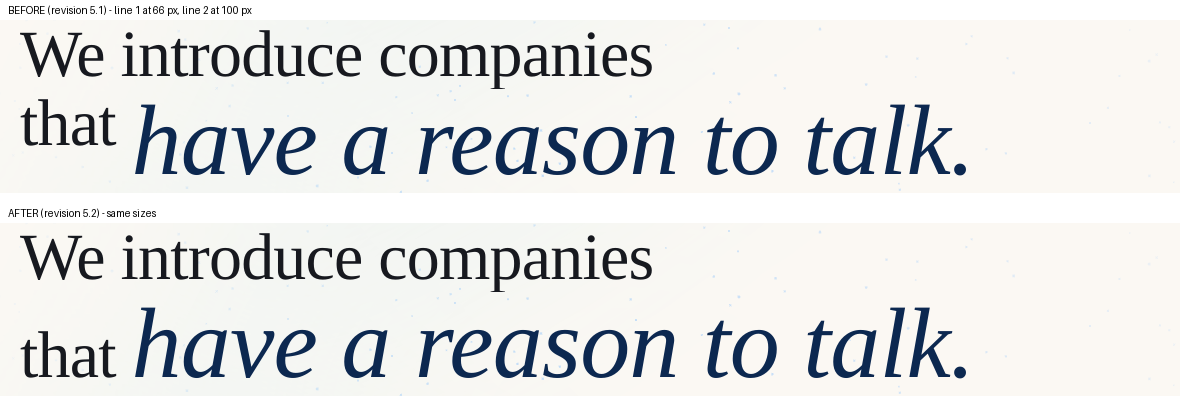 BEFORE (revision 5.1) - line 1 at 66 px, line 2 at 100 px
We introduce companies
that have a reason to talk.
AFTER (revision 5.2) - same sizes
We introduce companies
that have a reason to talk.